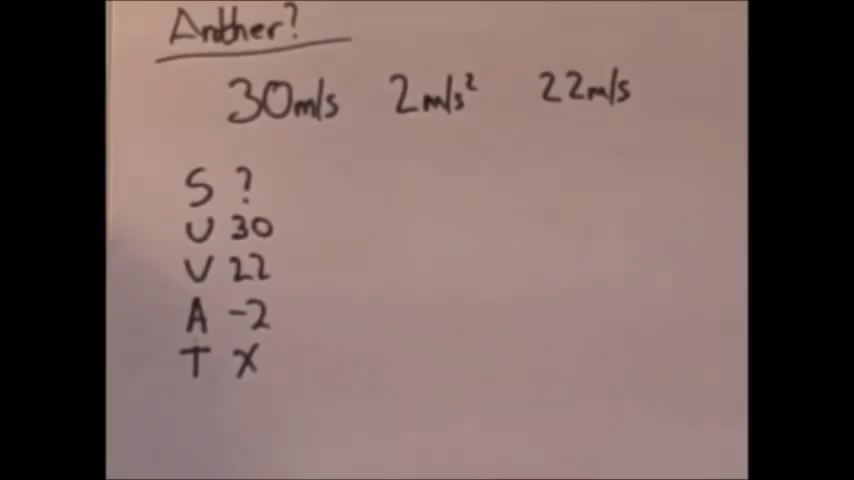 Another?
30m/s 2m/s² 22m/s
S ?
U 30
V 22
A -2
T X